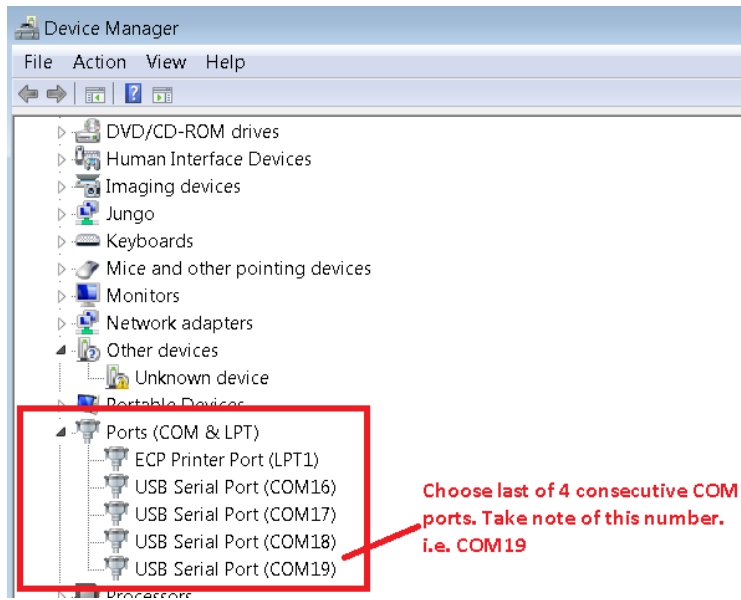 Device Manager
File Action View Help
DVD/CD-ROM drives
Human Interface Devices
Imaging devices
Jungo
Keyboards
Mice and other pointing devices
Monitors
Network adapters
Other devices
Unknown device
Portable Devices
Ports (COM & LPT)
ECP Printer Port (LPT1)
USB Serial Port (COM16)
USB Serial Port (COM17)
USB Serial Port (COM18)
USB Serial Port (COM19)
Processors
Choose last of 4 consecutive COM
ports. Take note of this number.
i.e. COM19